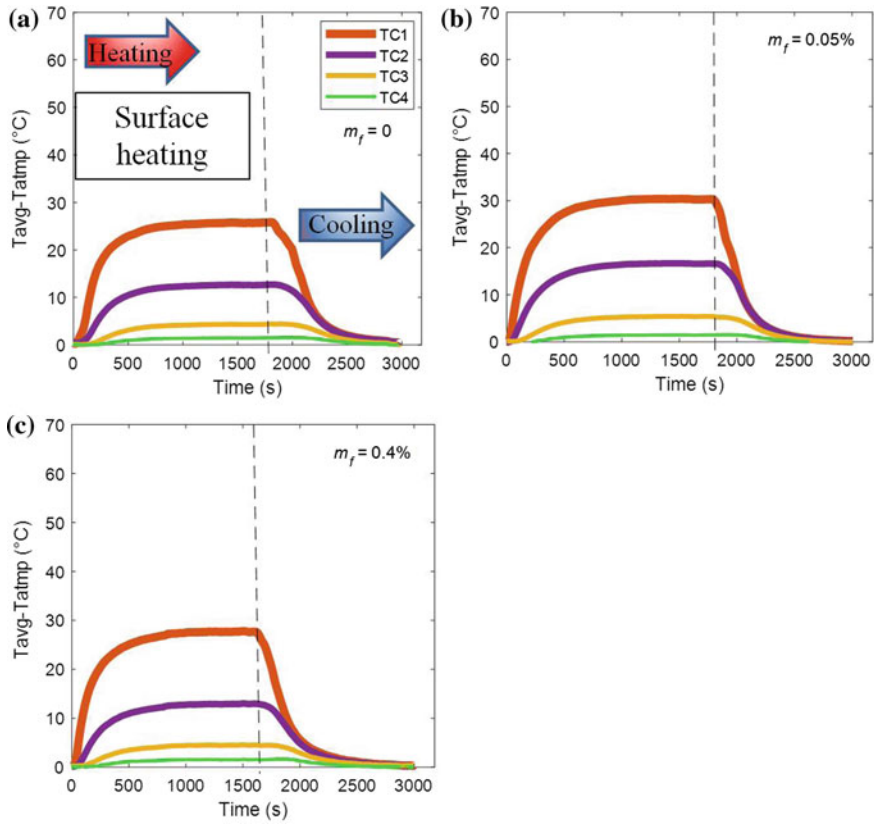 (a)
70
60
50
40
30
20
10
0
Tavg-Tatmp (°C)
Heating
Surface
heating
TC1
TC2
TC3
TC4
m_f = 0
Cooling
0 500 1000 1500 2000 2500 3000
Time (s)
(b)
70
60
50
40
30
20
10
0
Tavg-Tatmp (°C)
m_f = 0.05%
0 500 1000 1500 2000 2500 3000
Time (s)
(c)
70
60
50
40
30
20
10
0
Tavg-Tatmp (°C)
m_f = 0.4%
0 500 1000 1500 2000 2500 3000
Time (s)